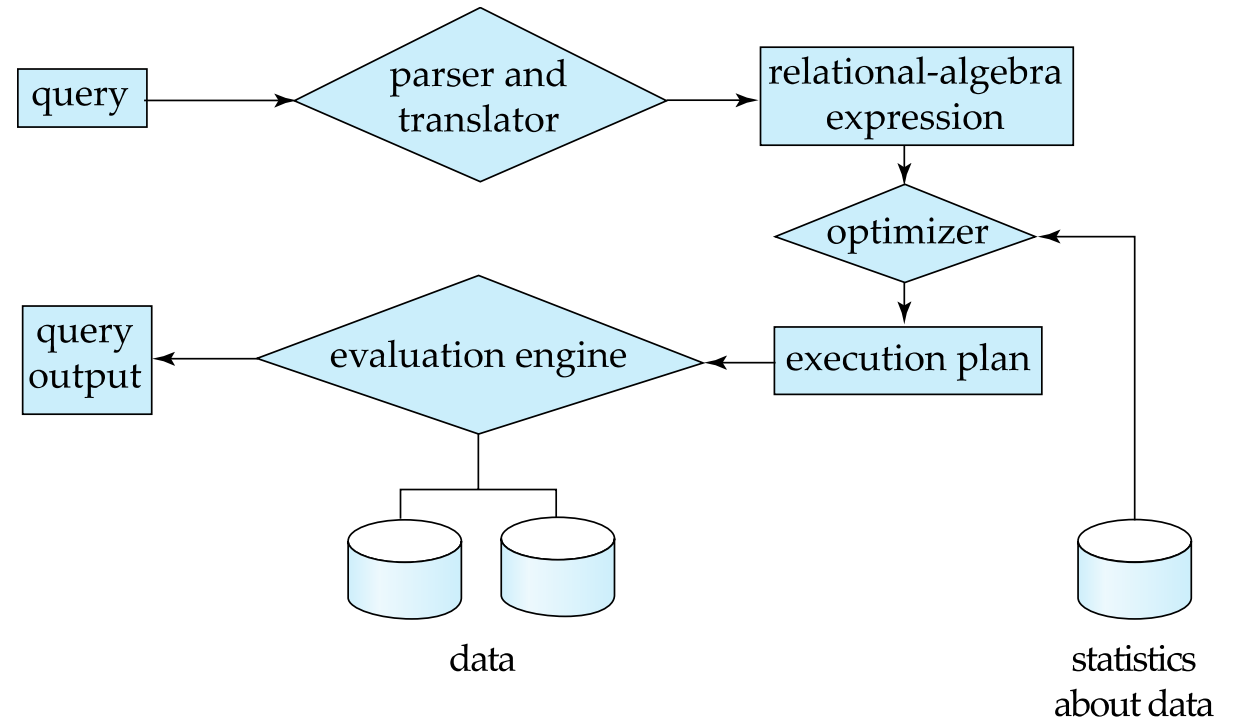 query
parser and
translator
relational-algebra
expression
optimizer
query
output
evaluation engine
execution plan
data
statistics
about data